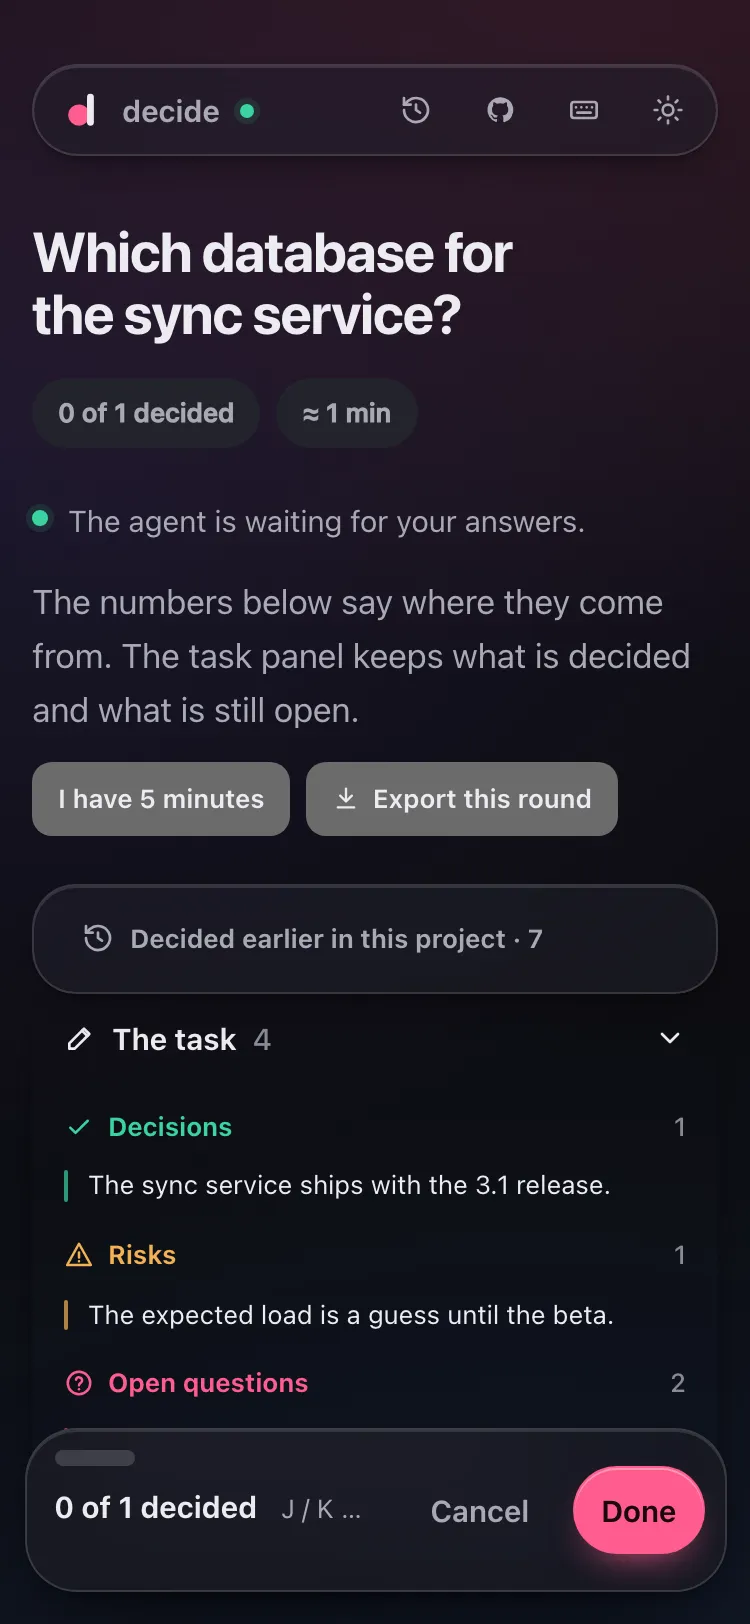 decide
Which database for
the sync service?
0 of 1 decided
≈ 1 min
The agent is waiting for your answers.
The numbers below say where they come
from. The task panel keeps what is decided
and what is still open.
I have 5 minutes
Export this round
Decided earlier in this project · 7
The task 4
Decisions 1
The sync service ships with the 3.1 release.
Risks 1
The expected load is a guess until the beta.
Open questions 2
0 of 1 decided J / K ... Cancel Done